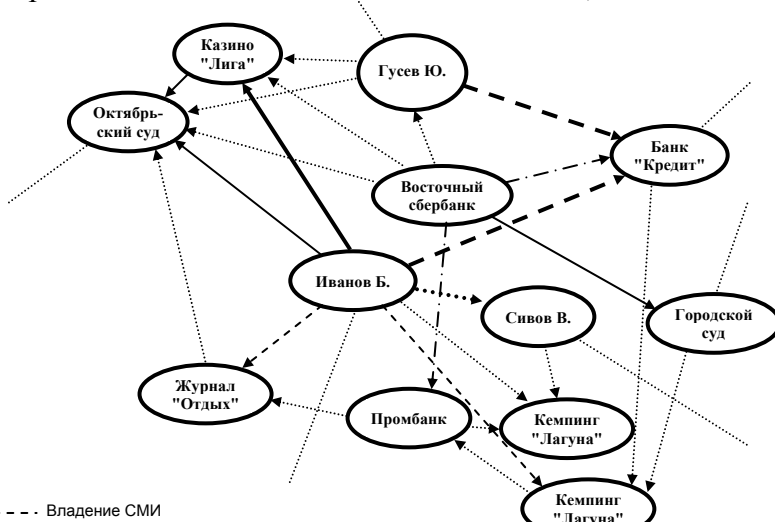 Казино
"Лига"
Гусев Ю.
Октябрь-
ский суд
Банк
"Кредит"
Восточный
сбербанк
Иванов Б.
Сивов В.
Городской
суд
Журнал
"Отдых"
Промбанк
Кемпинг
"Лагуна"
Кемпинг
"Лагуна"
Владение СМИ